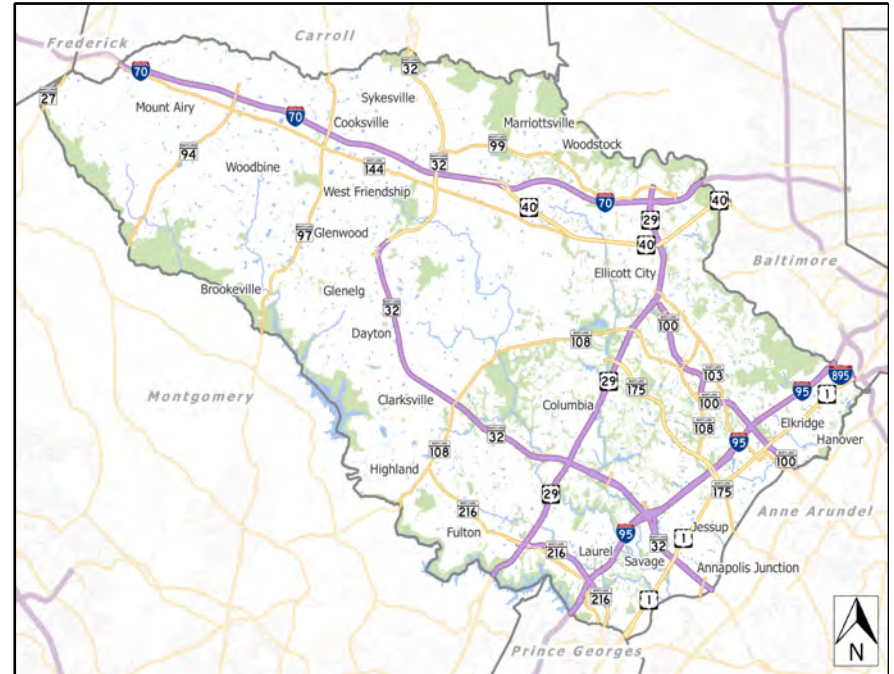 Frederick
Carroll
70
32
27
Mount Airy
70
Sykesville
Cooksville
Marriottsville
99
Woodstock
94
144
32
Woodbine
West Friendship
70
40
29
40
97
Glenwood
40
Ellicott City
Baltimore
Brookeville
Glenelg
32
Dayton
100
108
Montgomery
29
175
103
95
895
1
Clarksville
Columbia
100
108
Elkridge
Hanover
108
32
95
100
Highland
29
175
216
Anne Arundel
Fulton
95
Jessup
1
216
Laurel
32
Savage
Annapolis Junction
216
1
Prince Georges
N